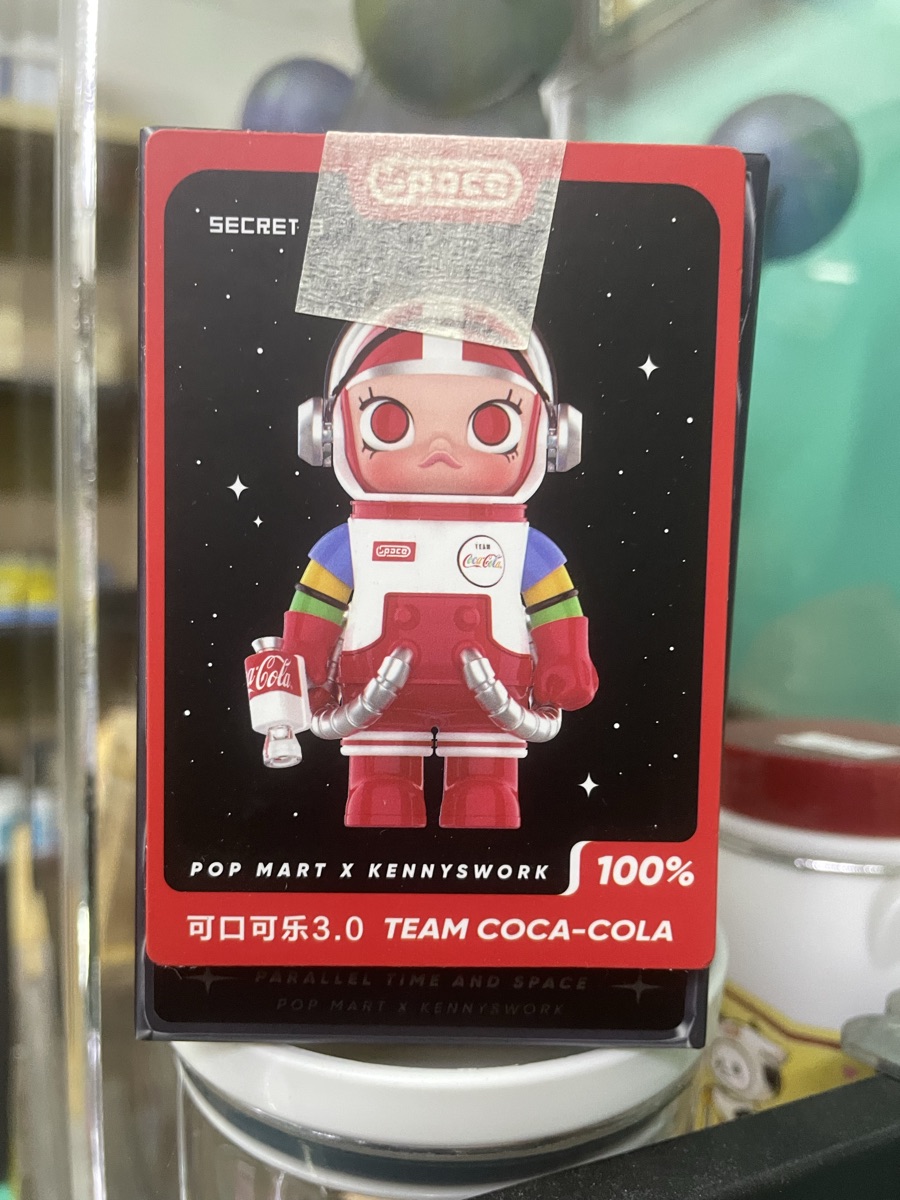 Space
SECRET 3
Space
TEAM
Coca-Cola
Cola
POP MART X KENNYSWORK
100%
可口可乐3.0 TEAM COCA-COLA
PARALLEL TIME AND SPACE
POP MART X KENNYSWORK